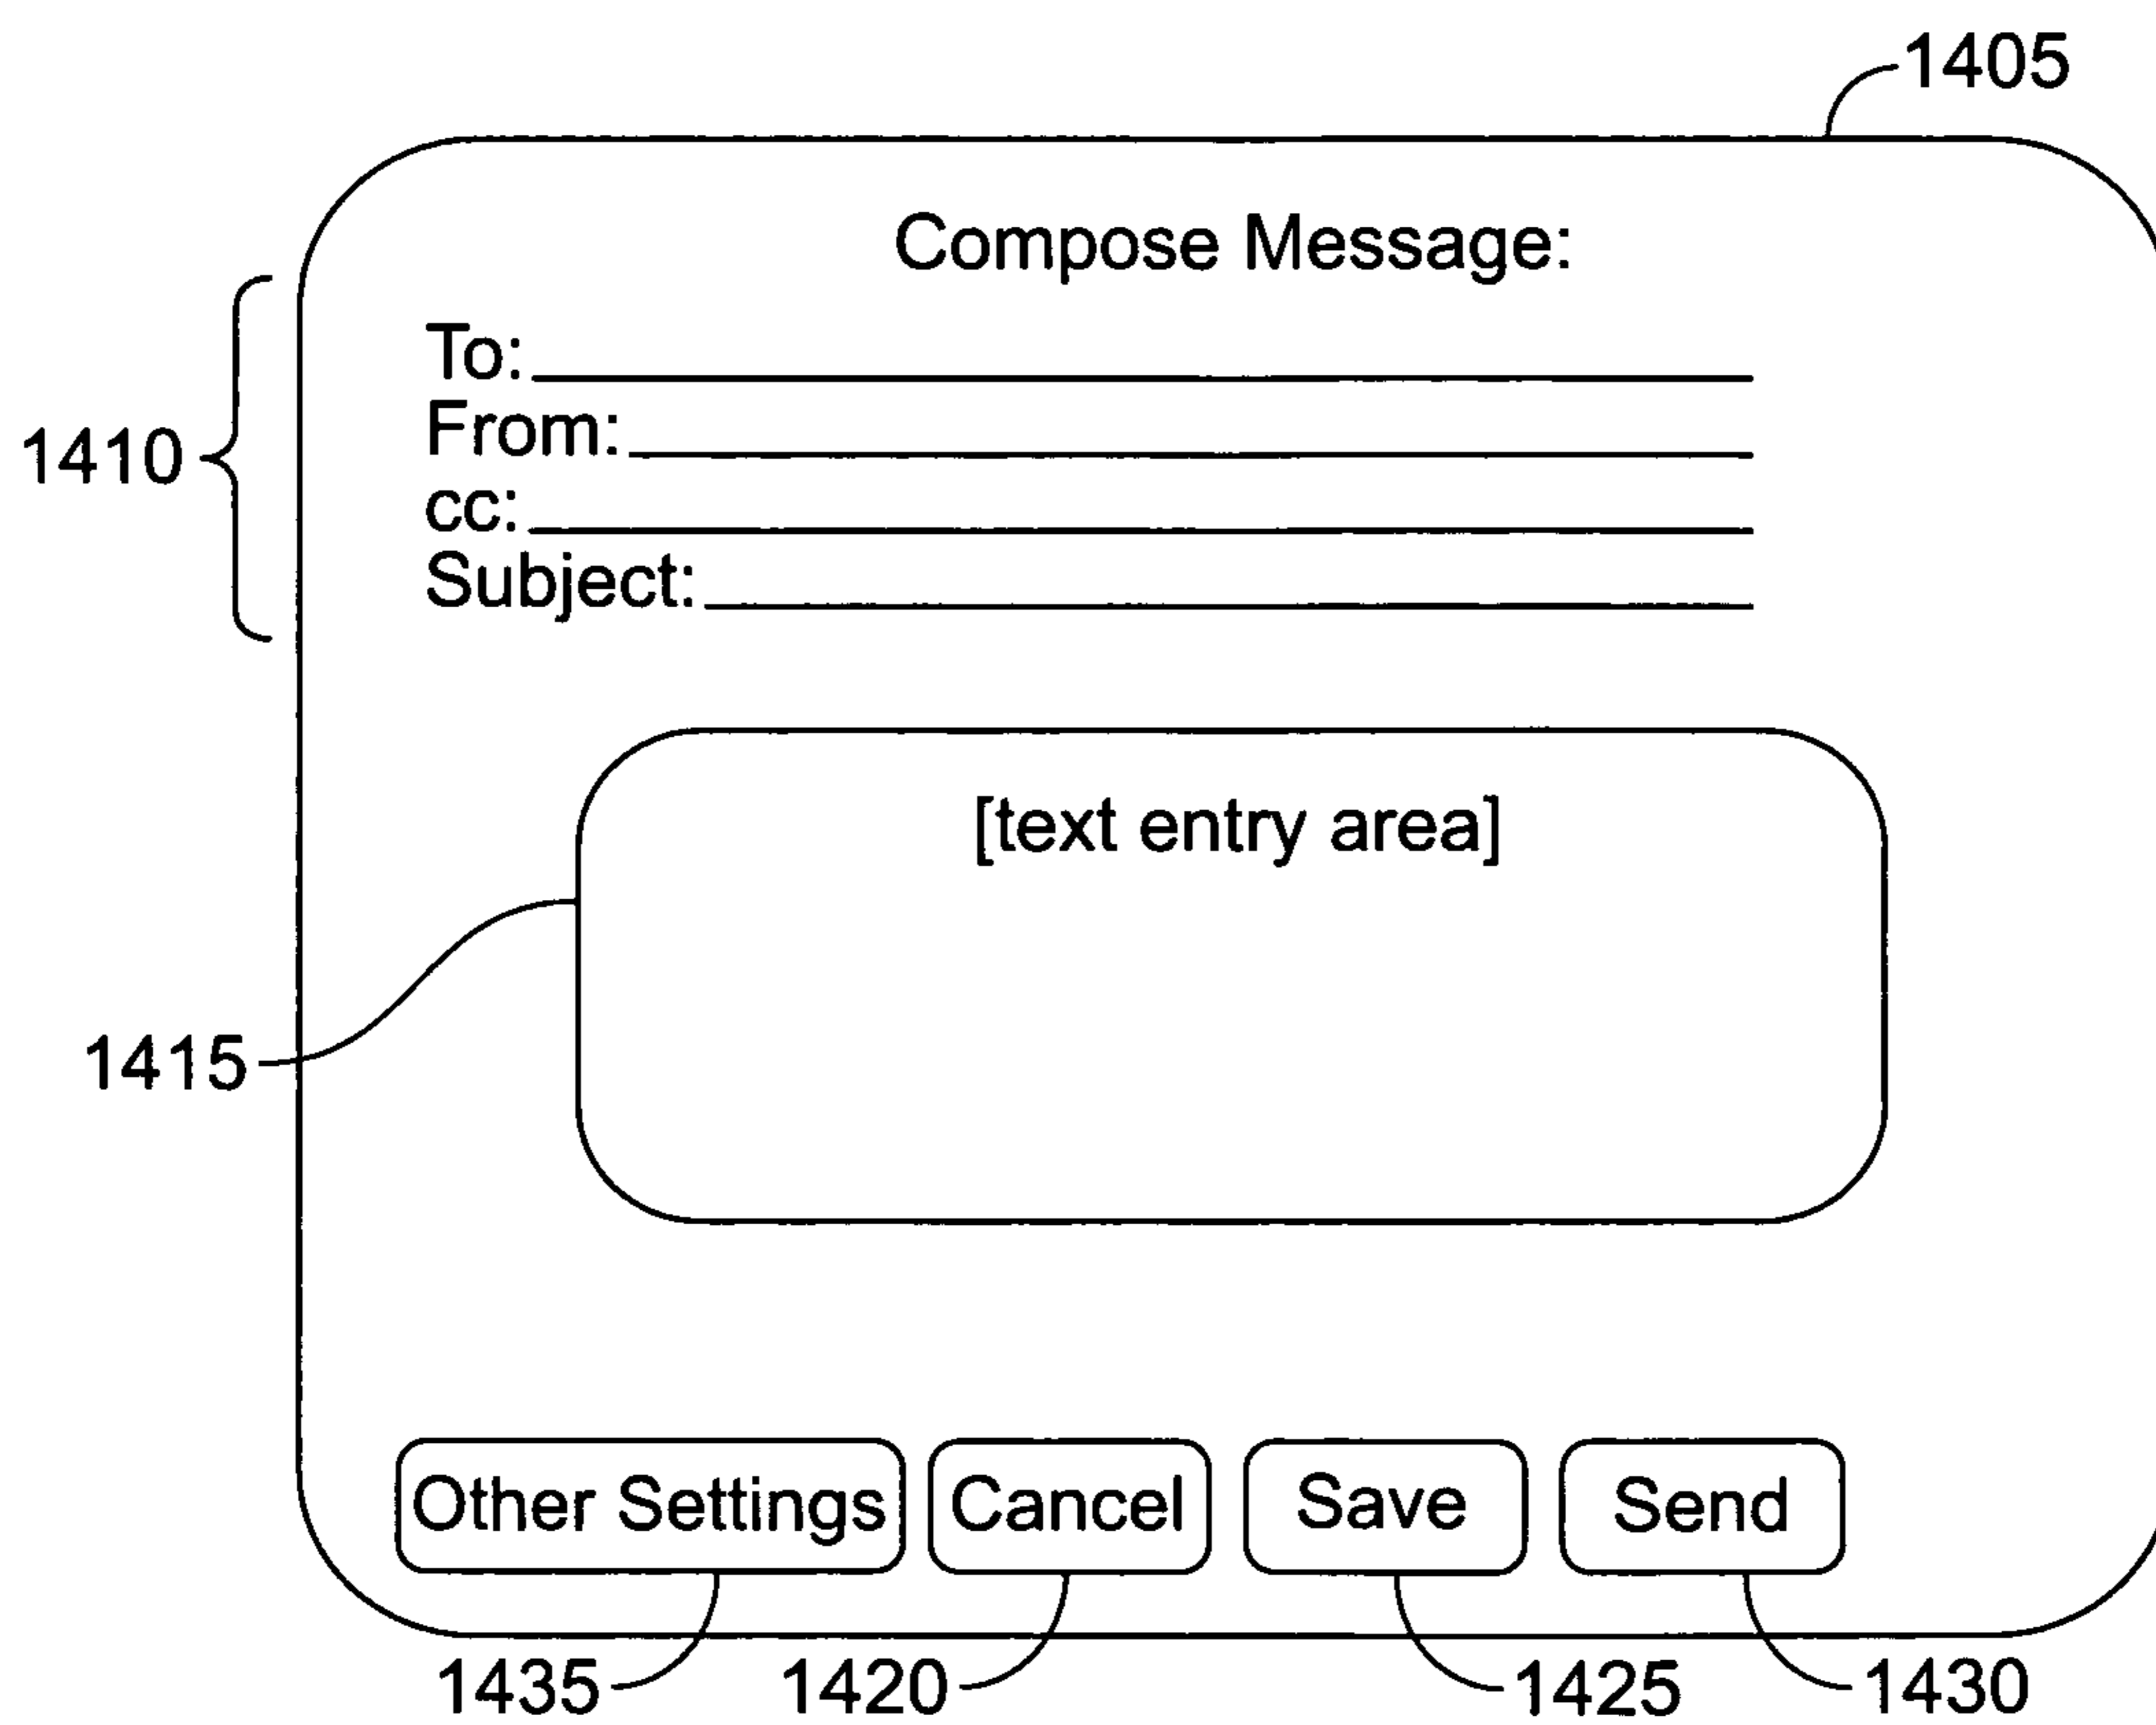 1405
Compose Message:
1410
To:
From:
cc:
Subject:
[text entry area]
1415
Other Settings Cancel Save Send
1435 1420 1425 1430